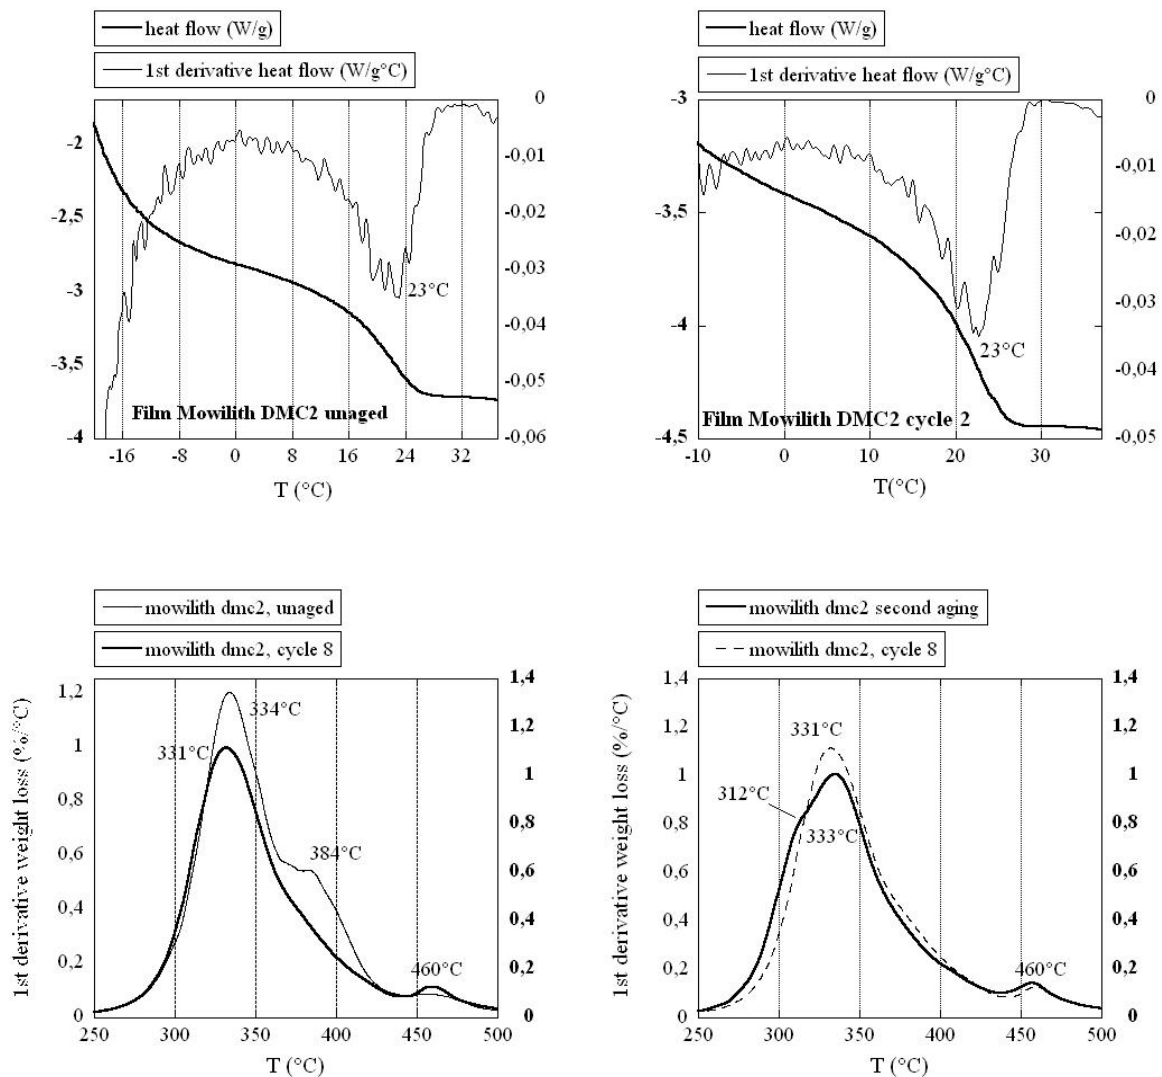 heat flow (W/g)
1st derivative heat flow (W/g°C)
-2
-2,5
-3
-3,5
-4
0
-0,01
-0,02
-0,03
-0,04
-0,05
-0,06
23°C
Film Mowilith DMC2 unaged
-16 -8 0 8 16 24 32
T (°C)
heat flow (W/g)
1st derivative heat flow (W/g°C)
-3
-3,5
-4
-4,5
0
-0,01
-0,02
-0,03
-0,04
-0,05
23°C
Film Mowilith DMC2 cycle 2
-10 0 10 20 30
T(°C)
mowilith dmc2, unaged
mowilith dmc2, cycle 8
1st derivative weight loss (%/°C)
1,2
1
0,8
0,6
0,4
0,2
0
1,4
1,2
1
0,8
0,6
0,4
0,2
0
334°C
331°C
384°C
460°C
250 300 350 400 450 500
T (°C)
mowilith dmc2 second aging
mowilith dmc2, cycle 8
1st derivative weight loss (%/°C)
1,4
1,2
1
0,8
0,6
0,4
0,2
0
1,4
1,2
1
0,8
0,6
0,4
0,2
0
331°C
312°C
333°C
460°C
250 300 350 400 450 500
T (°C)